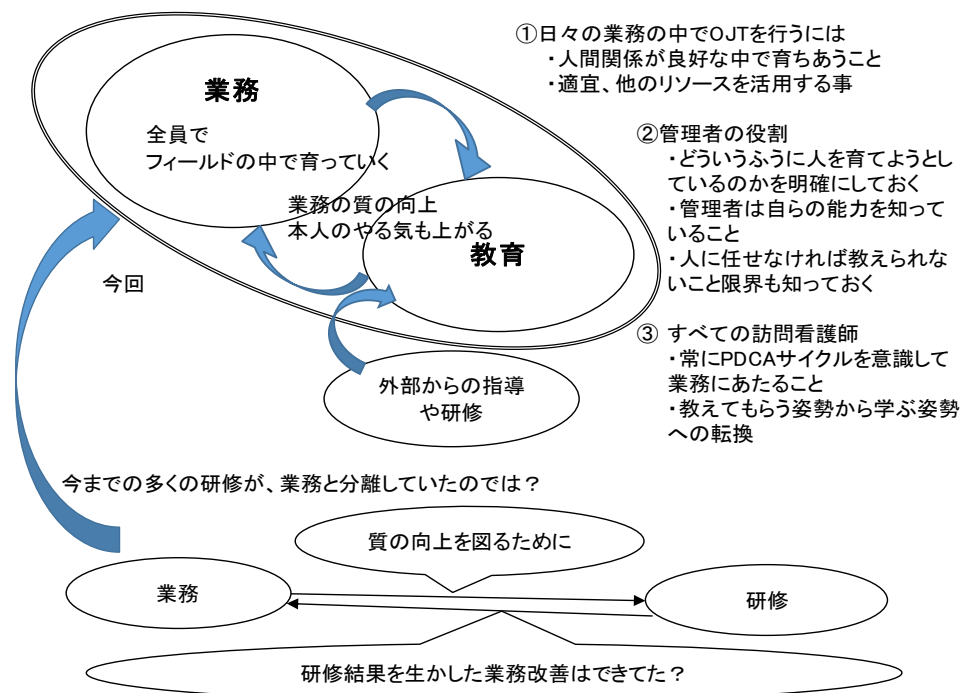 ①日々の業務の中でOJTを行うには
・人間関係が良好な中で育ちあうこと
・適宜、他のリソースを活用する事
業務
全員で
フィールドの中で育っていく
業務の質の向上
本人のやる気も上がる
教育
今回
外部からの指導
や研修
②管理者の役割
・どういうふうに人を育てようとし
ているのかを明確にしておく
・管理者は自らの能力を知って
いること
・人に任せなければ教えられな
いこと限界も知っておく
③ すべての訪問看護師
・常にPDCAサイクルを意識して
業務にあたること
・教えてもらう姿勢から学ぶ姿勢
への転換
今までの多くの研修が、業務と分離していたのでは?
質の向上を図るために
業務
研修
研修結果を生かした業務改善はできてた?